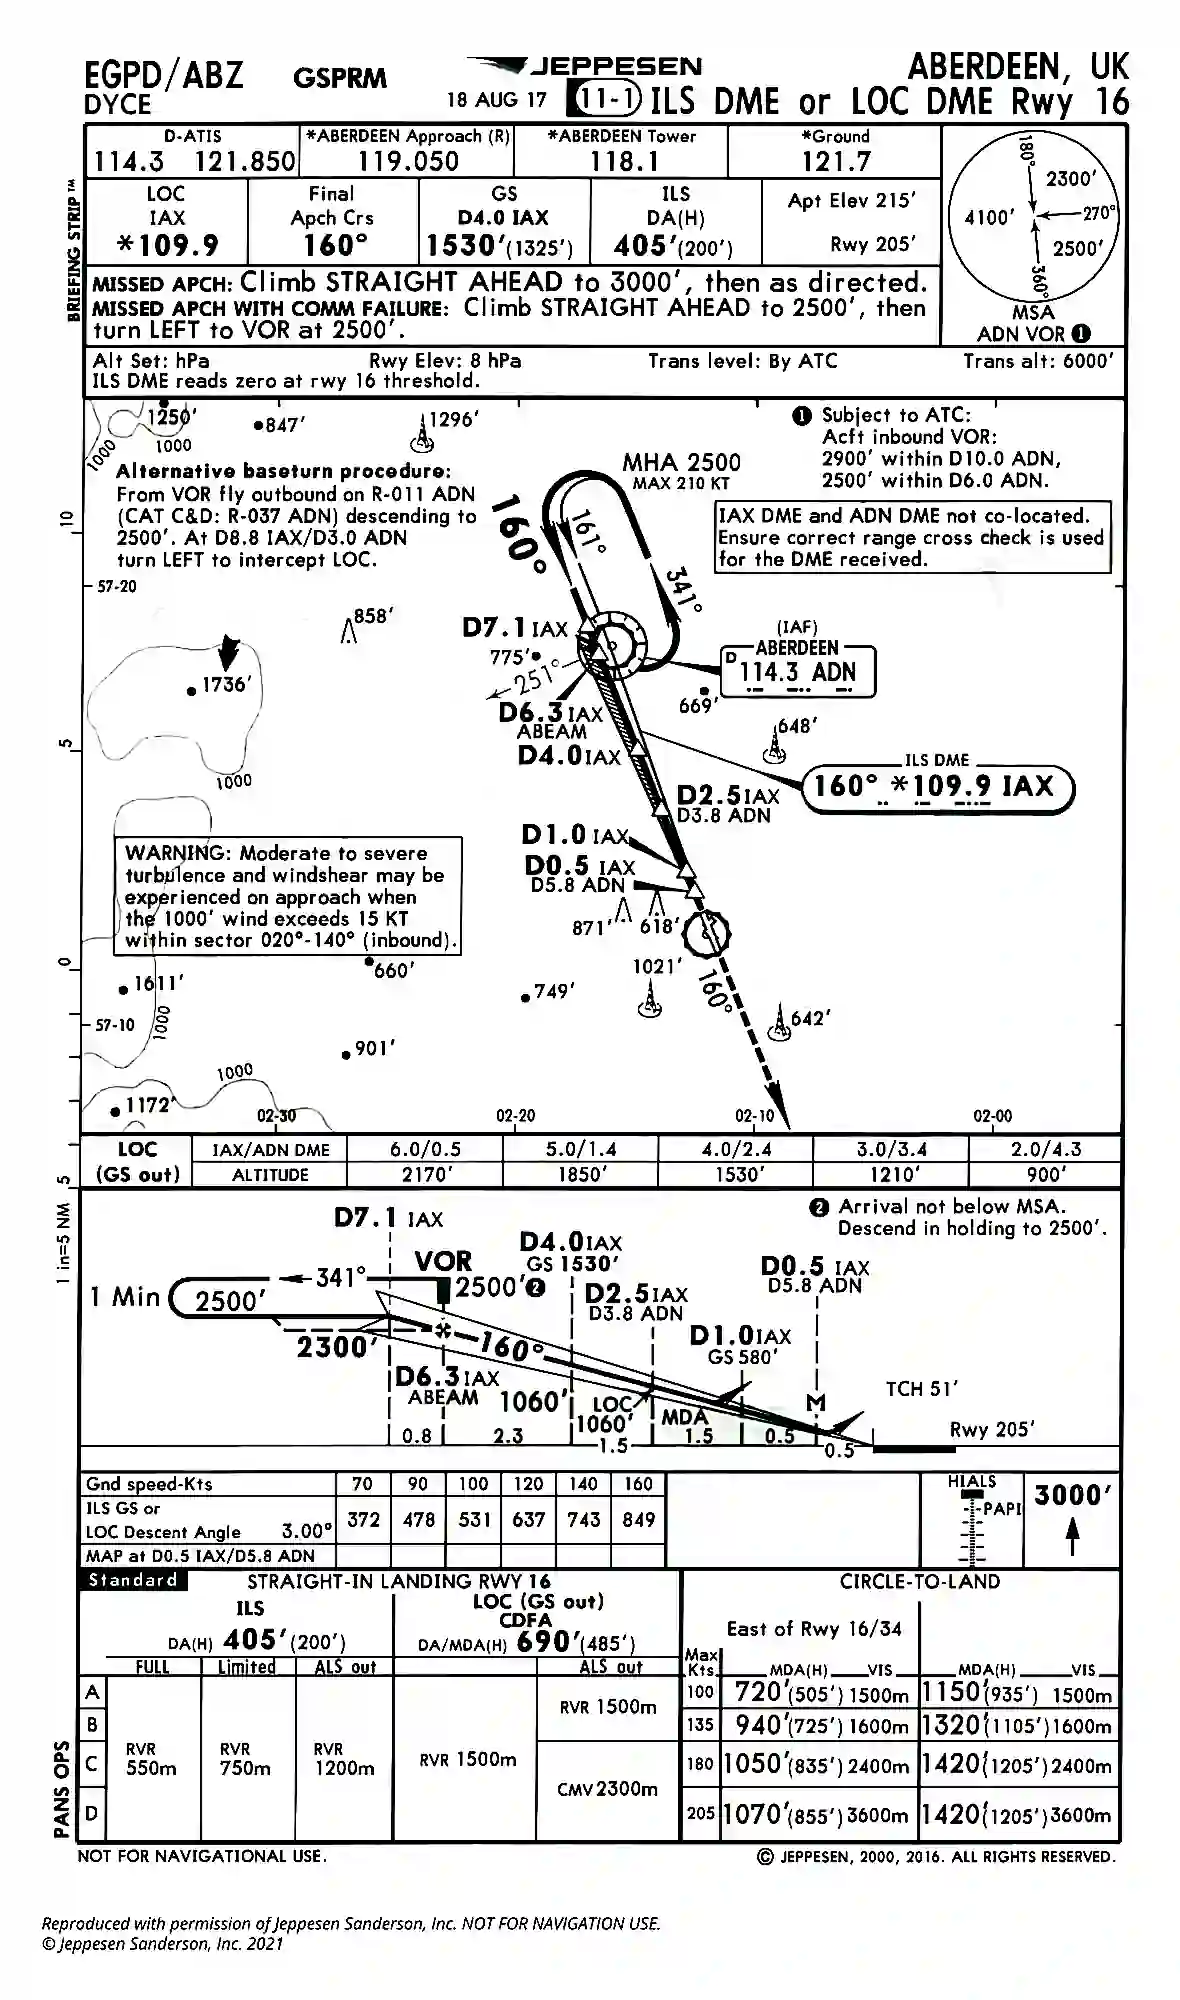 EGPD/ABZ GSPRM JEPPESEN ABERDEEN, UK
DYCE 18 AUG 17 11-1 ILS DME or LOC DME Rwy 16
D-ATIS *ABERDEEN Approach (R) *ABERDEEN Tower *Ground
114.3 121.850 119.050 118.1 121.7
LOC Final GS ILS
IAX Apch Crs D4.0 IAX DA(H) Apt Elev 215'
*109.9 160° 1530'(1325') 405'(200') Rwy 205'
180° 2300'
4100' 270°
2500'
360°
MSA
ADN VOR 1
BRIEFING STRIP™
MISSED APCH: Climb STRAIGHT AHEAD to 3000', then as directed.
MISSED APCH WITH COMM FAILURE: Climb STRAIGHT AHEAD to 2500', then
turn LEFT to VOR at 2500'.
Alt Set: hPa Rwy Elev: 8 hPa Trans level: By ATC Trans alt: 6000'
ILS DME reads zero at rwy 16 threshold.
1250' 847' 1296'
1000 1000
1 Subject to ATC:
Acft inbound VOR:
2900' within D10.0 ADN,
2500' within D6.0 ADN.
Alternative baseturn procedure:
From VOR fly outbound on R-011 ADN
(CAT C&D: R-037 ADN) descending to
2500'. At D8.8 IAX/D3.0 ADN
turn LEFT to intercept LOC.
MHA 2500
MAX 210 KT
IAX DME and ADN DME not co-located.
Ensure correct range cross check is used
for the DME received.
160° 161° 341°
10
57-20
858'
D7.1 IAX
775'
251°
(IAF)
ABERDEEN
D 114.3 ADN
1736'
669'
D6.3 IAX
ABEAM
648'
5
D4.0 IAX
ILS DME
160° *109.9 IAX
1000
D2.5 IAX
D3.8 ADN
D1.0 IAX
D0.5 IAX
D5.8 ADN
WARNING: Moderate to severe
turbulence and windshear may be
experienced on approach when
the 1000' wind exceeds 15 KT
within sector 020°-140° (inbound).
871' 618'
0
660' 1021'
1611' 749' 160°
57-10 1000 642'
901'
1000
1172'
02-30 02-20 02-10 02-00
LOC IAX/ADN DME 6.0/0.5 5.0/1.4 4.0/2.4 3.0/3.4 2.0/4.3
(GS out) ALTITUDE 2170' 1850' 1530' 1210' 900'
5
1 in=5 NM
2 Arrival not below MSA.
Descend in holding to 2500'.
D7.1 IAX
VOR D4.0 IAX
GS 1530'
D0.5 IAX
D5.8 ADN
1 Min 2500' 341° 2500' 2
D2.5 IAX
D3.8 ADN
2300' 160°
D1.0 IAX
GS 580'
D6.3 IAX
ABEAM 1060' LOC 1060' MDA M TCH 51'
Rwy 205'
0.8 2.3 1.5 1.5 0.5 0.5
Gnd speed-Kts 70 90 100 120 140 160
ILS GS or
LOC Descent Angle 3.00° 372 478 531 637 743 849
MAP at D0.5 IAX/D5.8 ADN
HIALS
PAPI
3000'
Standard STRAIGHT-IN LANDING RWY 16 CIRCLE-TO-LAND
ILS LOC (GS out)
CDFA
DA(H) 405'(200') DA/MDA(H) 690'(485')
East of Rwy 16/34
FULL Limited ALS out ALS out
Max
Kts. MDA(H) VIS MDA(H) VIS
A 100 720'(505') 1500m 1150'(935') 1500m
RVR 1500m
B 135 940'(725') 1600m 1320'(1105') 1600m
C RVR 550m RVR 750m RVR 1200m RVR 1500m 180 1050'(835') 2400m 1420'(1205') 2400m
CMV 2300m
D 205 1070'(855') 3600m 1420'(1205') 3600m
PANS OPS
NOT FOR NAVIGATIONAL USE. © JEPPESEN, 2000, 2016. ALL RIGHTS RESERVED.
Reproduced with permission of Jeppesen Sanderson, Inc. NOT FOR NAVIGATION USE.
© Jeppesen Sanderson, Inc. 2021